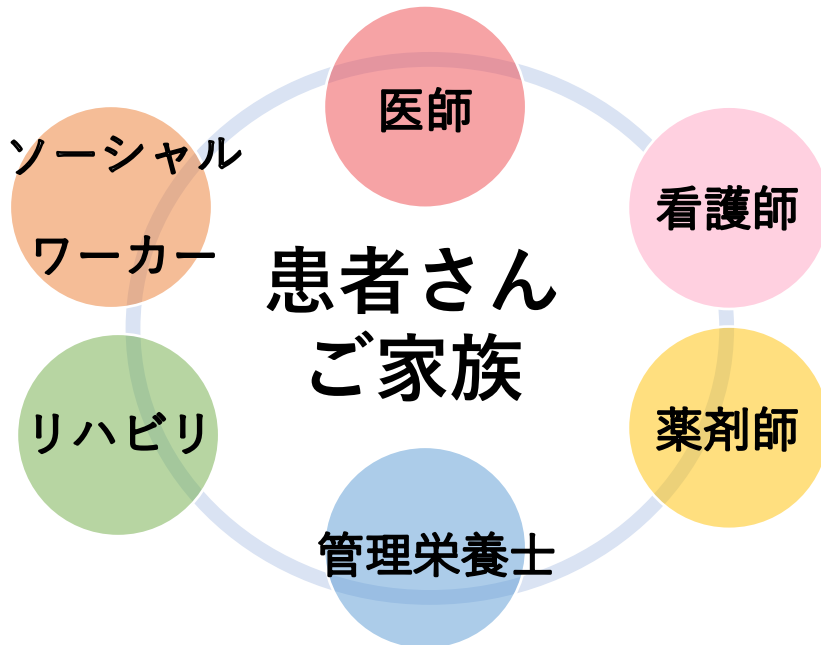 医師
看護師
薬剤師
管理栄養士
リハビリ
ソーシャル
ワーカー
患者さん
ご家族